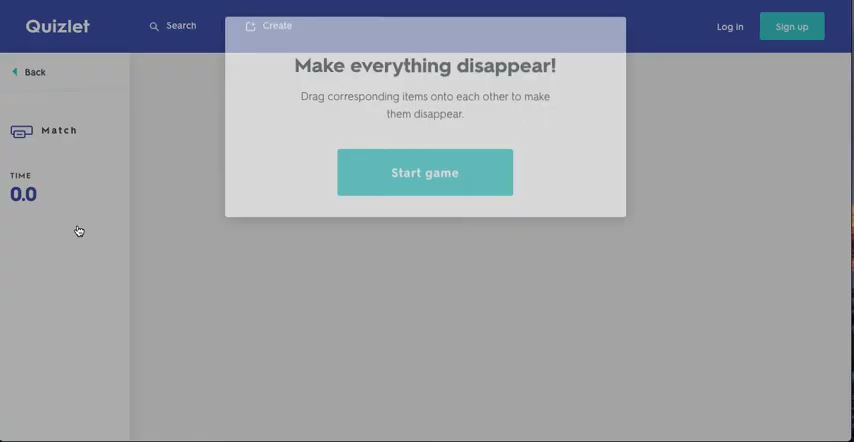 Quizlet
Search
Create
Log in
Sign up
Back
Make everything disappear!
Drag corresponding items onto each other to make
them disappear.
Match
Start game
TIME
0.0